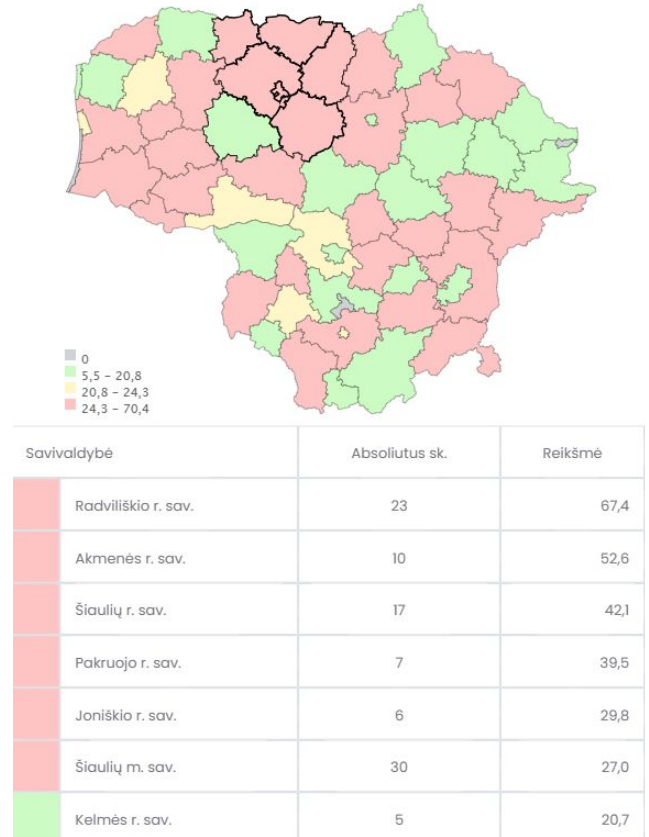 0
5,5 - 20,8
20,8 - 24,3
24,3 - 70,4
Savivaldybė Absoliutus sk. Reikšmė
Radviliškio r. sav. 23 67,4
Akmenės r. sav. 10 52,6
Šiaulių r. sav. 17 42,1
Pakruojo r. sav. 7 39,5
Joniškio r. sav. 6 29,8
Šiaulių m. sav. 30 27,0
Kelmės r. sav. 5 20,7